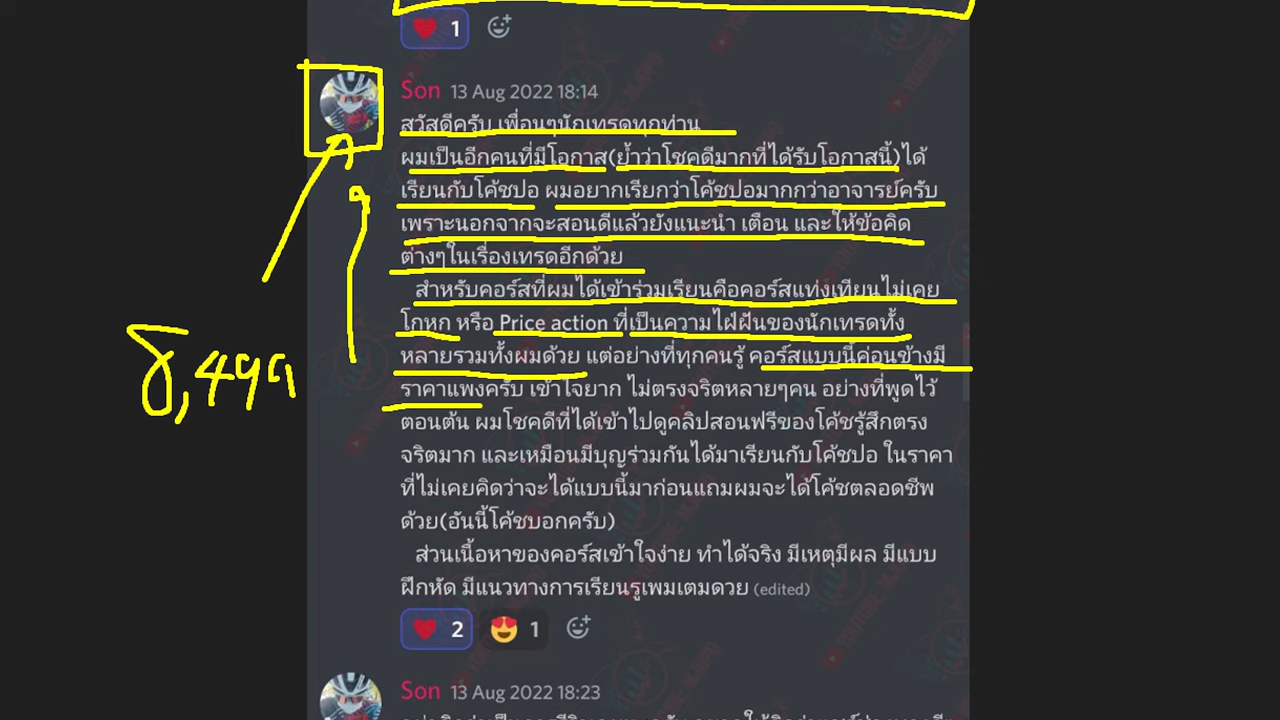 1
Son 13 Aug 2022 18:14
สวัสดีครับ เพื่อนๆนักเทรดทุกท่าน
ผมเป็นอีกคนที่มีโอกาส(ย้ำว่าโชคดีมากที่ได้รับโอกาสนี้)ได้
เรียนกับโค้ชปอ ผมอยากเรียกว่าโค้ชปอมากกว่าอาจารย์ครับ
เพราะนอกจากจะสอนดีแล้วยังแนะนำ เตือน และให้ข้อคิด
ต่างๆในเรื่องเทรดอีกด้วย
สำหรับคอร์สที่ผมได้เข้าร่วมเรียนคือคอร์สแท่งเทียนไม่เคย
โกหก หรือ Price action ที่เป็นความไฝ่ฝันของนักเทรดทั้ง
หลายรวมทั้งผมด้วย แต่อย่างที่ทุกคนรู้ คอร์สแบบนี้ค่อนข้างมี
ราคาแพงครับ เข้าใจยาก ไม่ตรงจริตหลายๆคน อย่างที่พูดไว้
ตอนต้น ผมโชคดีที่ได้เข้าไปดูคลิปสอนฟรีของโค้ชรู้สึกตรง
จริตมาก และเหมือนมีบุญร่วมกันได้มาเรียนกับโค้ชปอ ในราคา
ที่ไม่เคยคิดว่าจะได้แบบนี้มาก่อนแถมผมจะได้โค้ชตลอดชีพ
ด้วย(อันนี้โค้ชบอกครับ)
ส่วนเนื้อหาของคอร์สเข้าใจง่าย ทำได้จริง มีเหตุมีผล มีแบบ
ฝึกหัด มีแนวทางการเรียนรู้เพิ่มเติมด้วย (edited)
2 1
Son 13 Aug 2022 18:23